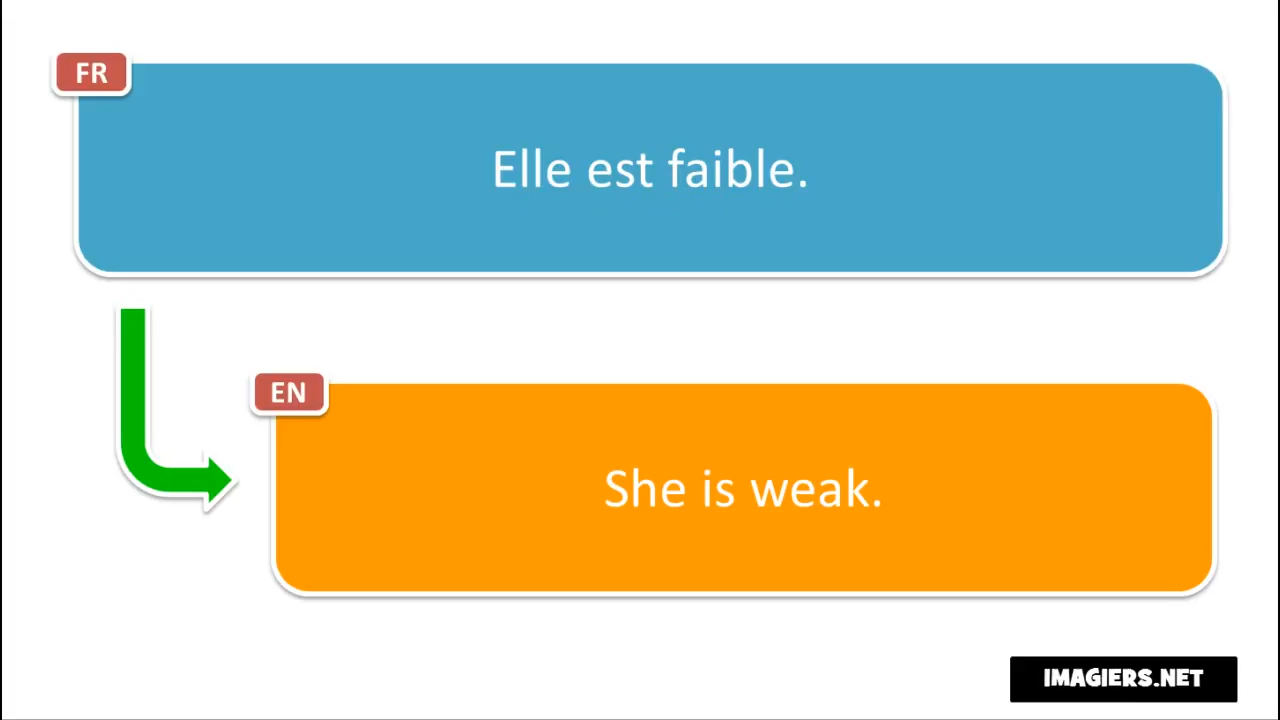 FR
Elle est faible.
EN
She is weak.
IMAGIERS.NET